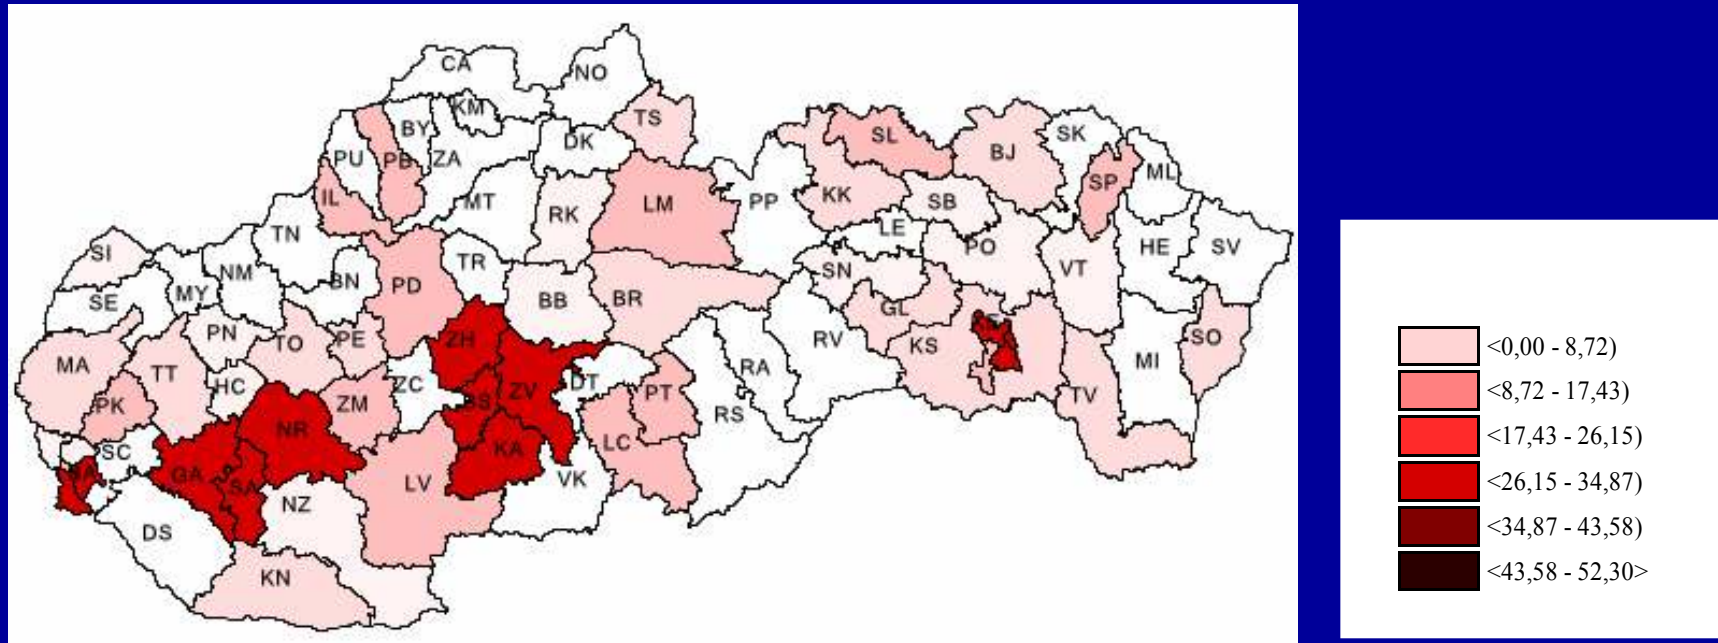 CA
NO
KM
TS
BY
DK
SL
SK
PU
PB
ZA
BJ
ML
IL
MT
RK
LM
PP
KK
SB
SP
TN
LE
PO
HE
SV
SI
NM
BN
TR
SN
VT
SE
MY
PD
BB
BR
GL
PN
TO
PE
ZH
RV
KS
SO
MA
TT
HC
ZC
DT
RA
MI
PK
ZM
BS
ZV
PT
RS
TV
SC
NR
KA
LC
BA
GA
SA
LV
VK
DS
NZ
KN
<0,00 - 8,72)
<8,72 - 17,43)
<17,43 - 26,15)
<26,15 - 34,87)
<34,87 - 43,58)
<43,58 - 52,30>